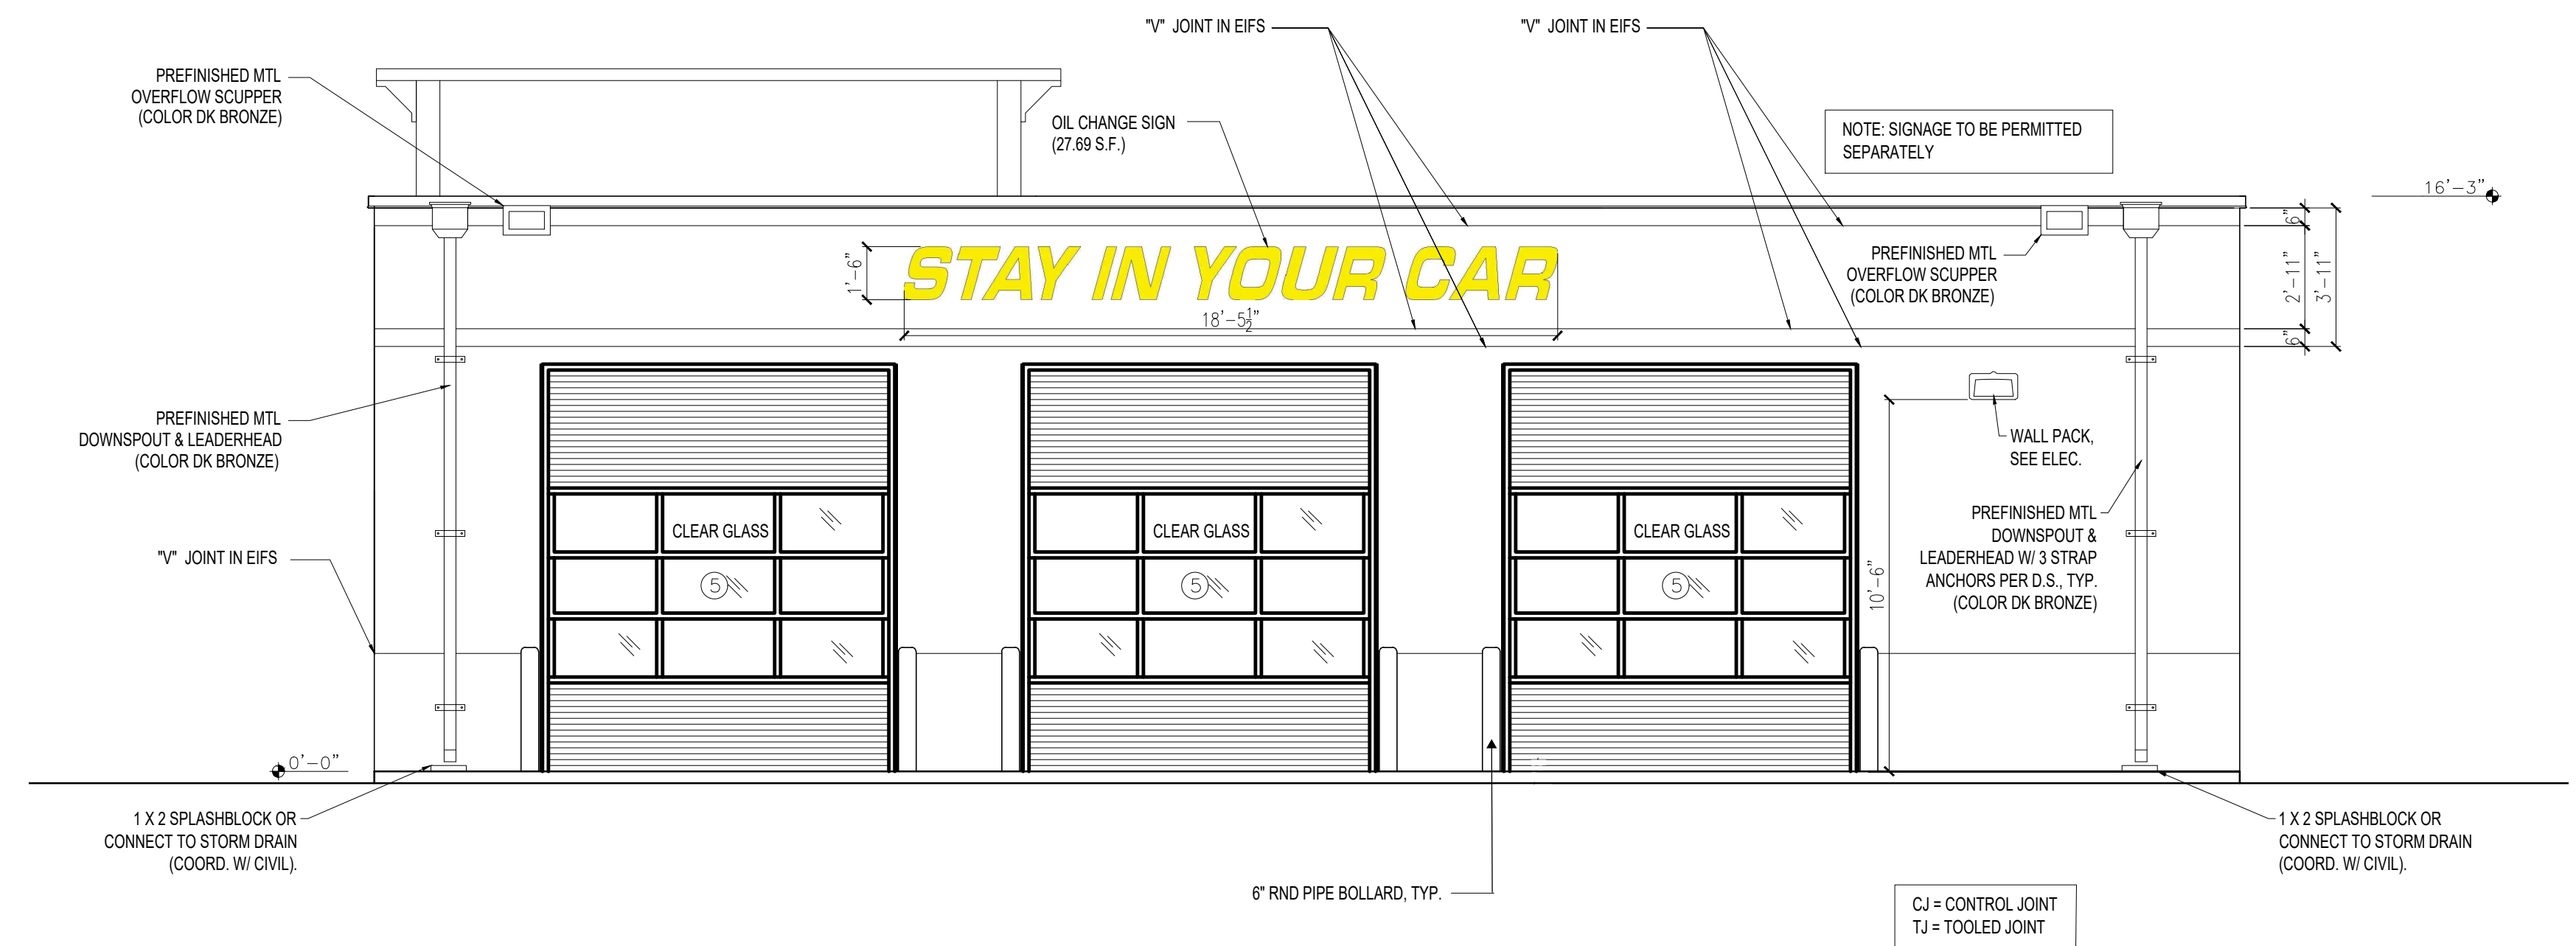 "V" JOINT IN EIFS
"V" JOINT IN EIFS
PREFINISHED MTL
OVERFLOW SCUPPER
(COLOR DK BRONZE)
OIL CHANGE SIGN
(27.69 S.F.)
NOTE: SIGNAGE TO BE PERMITTED
SEPARATELY
16'-3"
6"
2'-11"
3'-11"
6"
PREFINISHED MTL
OVERFLOW SCUPPER
(COLOR DK BRONZE)
1'-6"
STAY IN YOUR CAR
18'-5½"
PREFINISHED MTL
DOWNSPOUT & LEADERHEAD
(COLOR DK BRONZE)
WALL PACK,
SEE ELEC.
CLEAR GLASS
CLEAR GLASS
CLEAR GLASS
5
5
5
10'-6"
PREFINISHED MTL
DOWNSPOUT &
LEADERHEAD W/ 3 STRAP
ANCHORS PER D.S., TYP.
(COLOR DK BRONZE)
"V" JOINT IN EIFS
0'-0"
1 X 2 SPLASHBLOCK OR
CONNECT TO STORM DRAIN
(COORD. W/ CIVIL).
6" RND PIPE BOLLARD, TYP.
1 X 2 SPLASHBLOCK OR
CONNECT TO STORM DRAIN
(COORD. W/ CIVIL).
CJ = CONTROL JOINT
TJ = TOOLED JOINT